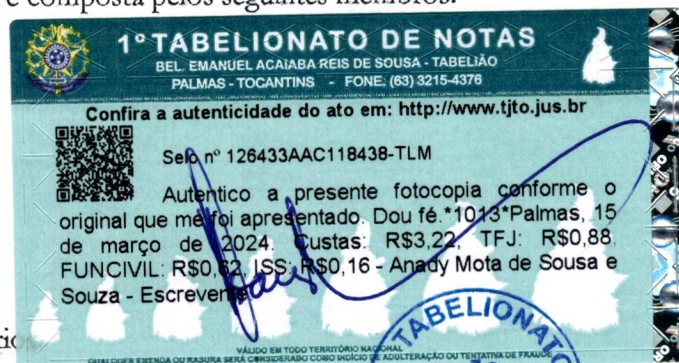 e composta pelos seguintes membros:
1º TABELIONATO DE NOTAS
BEL. EMANUEL ACAIABA REIS DE SOUSA - TABELIÃO
PALMAS - TOCANTINS - FONE: (63) 3215-4376
Confira a autenticidade do ato em: http://www.tjto.jus.br
Selo nº 126433AAC118438-TLM
Autentico a presente fotocopia conforme o
original que me foi apresentado. Dou fé.*1013*Palmas, 15
de março de 2024. Custas: R$3,22, TFJ: R$0,88.
FUNCIVIL: R$0,62, ISS: R$0,16 - Anady Mota de Sousa e
Souza - Escrevente
TABELIONAT
VÁLIDO EM TODO TERRITÓRIO NACIONAL
QUALQUER EMENDA OU RASURA SERÁ CONSIDERADO COMO INDÍCIO DE ADULTERAÇÃO OU TENTATIVA DE FRAUDE